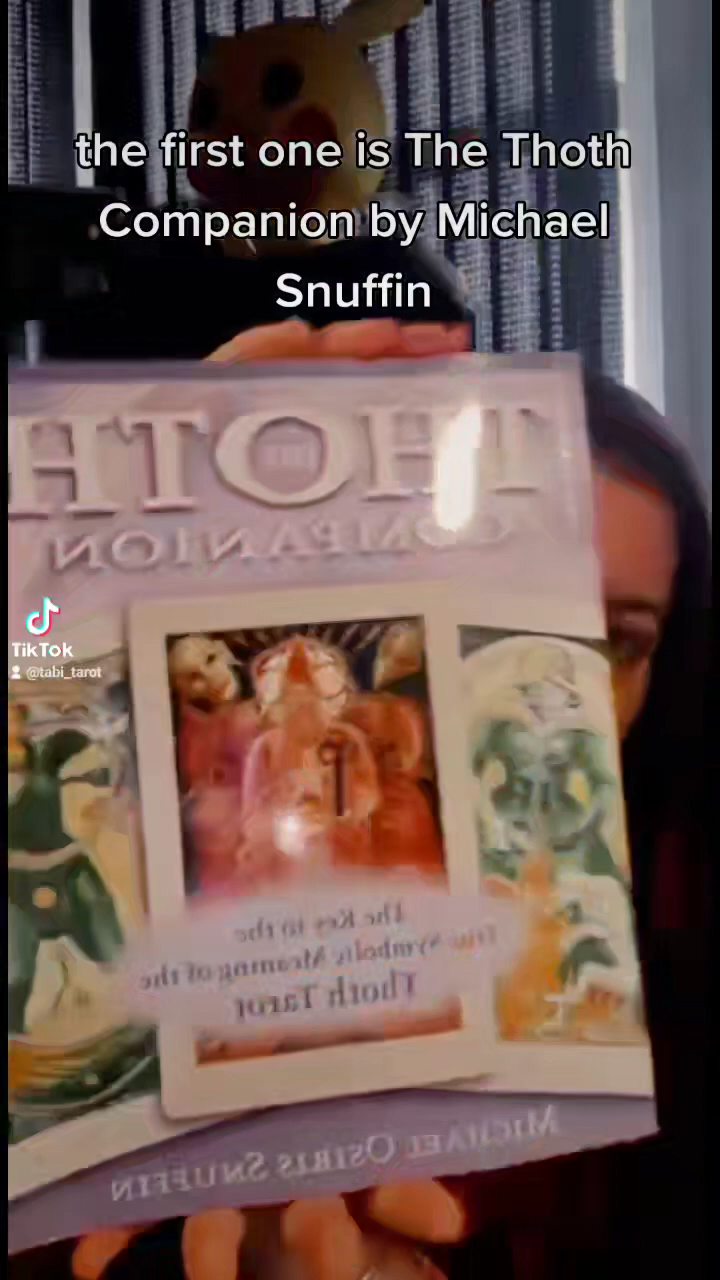 the first one is The Thoth
Companion by Michael
Snuffin
THOTH
COMPANION
TikTok
@tabi_tarot
The Key to the
True Symbolic Meaning of the
Thoth Tarot
MICHAEL OSIRIS SNUFFIN